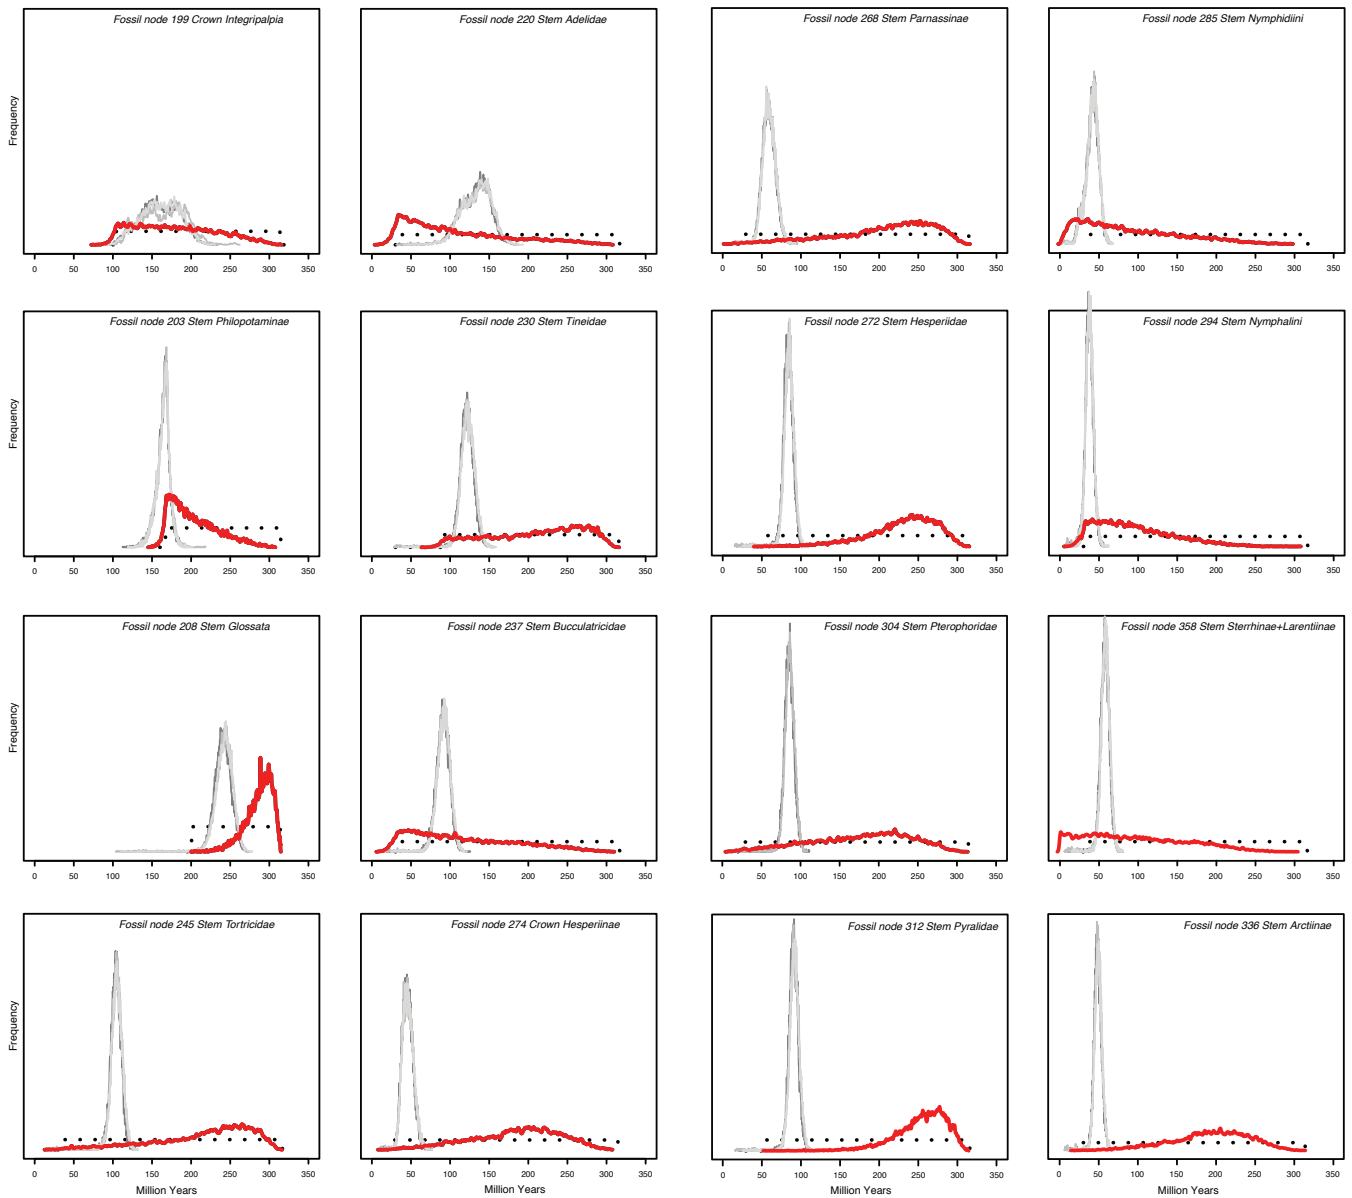 Fossil node 199 Crown Integripalpia
Fossil node 220 Stem Adelidae
Fossil node 268 Stem Parnassinae
Fossil node 285 Stem Nymphidiini
Frequency
0 50 100 150 200 250 300 350
0 50 100 150 200 250 300 350
0 50 100 150 200 250 300 350
0 50 100 150 200 250 300 350
Fossil node 203 Stem Philopotaminae
Fossil node 230 Stem Tineidae
Fossil node 272 Stem Hesperiidae
Fossil node 294 Stem Nymphalini
Frequency
0 50 100 150 200 250 300 350
0 50 100 150 200 250 300 350
0 50 100 150 200 250 300 350
0 50 100 150 200 250 300 350
Fossil node 208 Stem Glossata
Fossil node 237 Stem Bucculatricidae
Fossil node 304 Stem Pterophoridae
Fossil node 358 Stem Sterrhinae+Larentiinae
Frequency
0 50 100 150 200 250 300 350
0 50 100 150 200 250 300 350
0 50 100 150 200 250 300 350
0 50 100 150 200 250 300 350
Fossil node 245 Stem Tortricidae
Fossil node 274 Crown Hesperiinae
Fossil node 312 Stem Pyralidae
Fossil node 336 Stem Arctiinae
Frequency
0 50 100 150 200 250 300 350
0 50 100 150 200 250 300 350
0 50 100 150 200 250 300 350
0 50 100 150 200 250 300 350
Million Years
Million Years
Million Years
Million Years